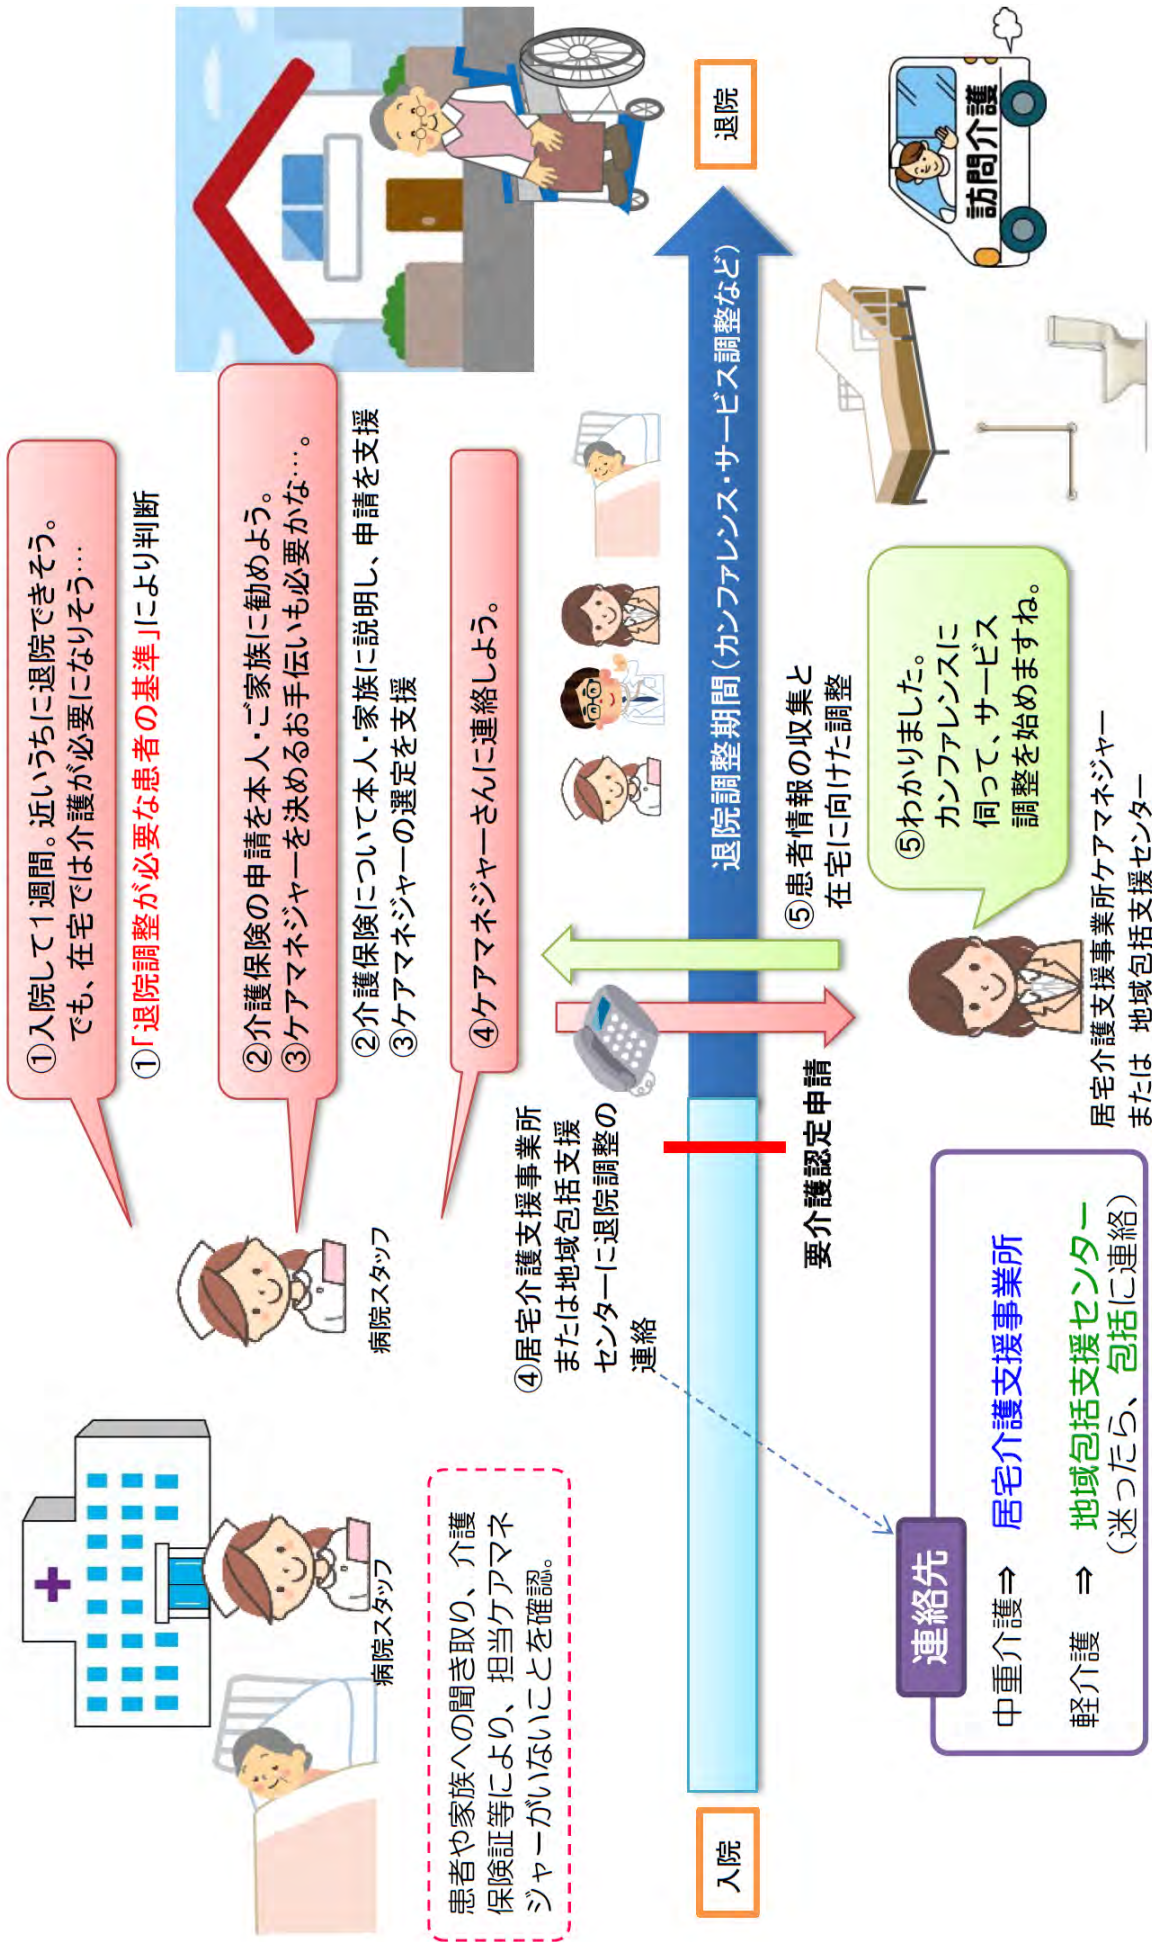 ①入院して１週間。近いうちに退院できそう。
でも、在宅では介護が必要になりそう…
①「退院調整が必要な患者の基準」により判断
②介護保険の申請を本人・ご家族に勧めよう。
③ケアマネジャーを決めるお手伝いも必要かな…。
②介護保険について本人・家族に説明し、申請を支援
③ケアマネジャーの選定を支援
④ケアマネジャーさんに連絡しよう。
病院スタッフ
病院スタッフ
患者や家族への聞き取り、介護
保険証等により、担当ケアマネ
ジャーがいないことを確認。
④居宅介護支援事業所
または地域包括支援
センターに退院調整の
連絡
入院
退院調整期間（カンファレンス・サービス調整など）
退院
要介護認定申請
⑤患者情報の収集と
在宅に向けた調整
⑤わかりました。
カンファレンスに
伺って、サービス
調整を始めますね。
居宅介護支援事業所ケアマネジャー
または 地域包括支援センター
訪問介護
連絡先
中重介護⇒ 居宅介護支援事業所
軽介護 ⇒ 地域包括支援センター
（迷ったら、包括に連絡）